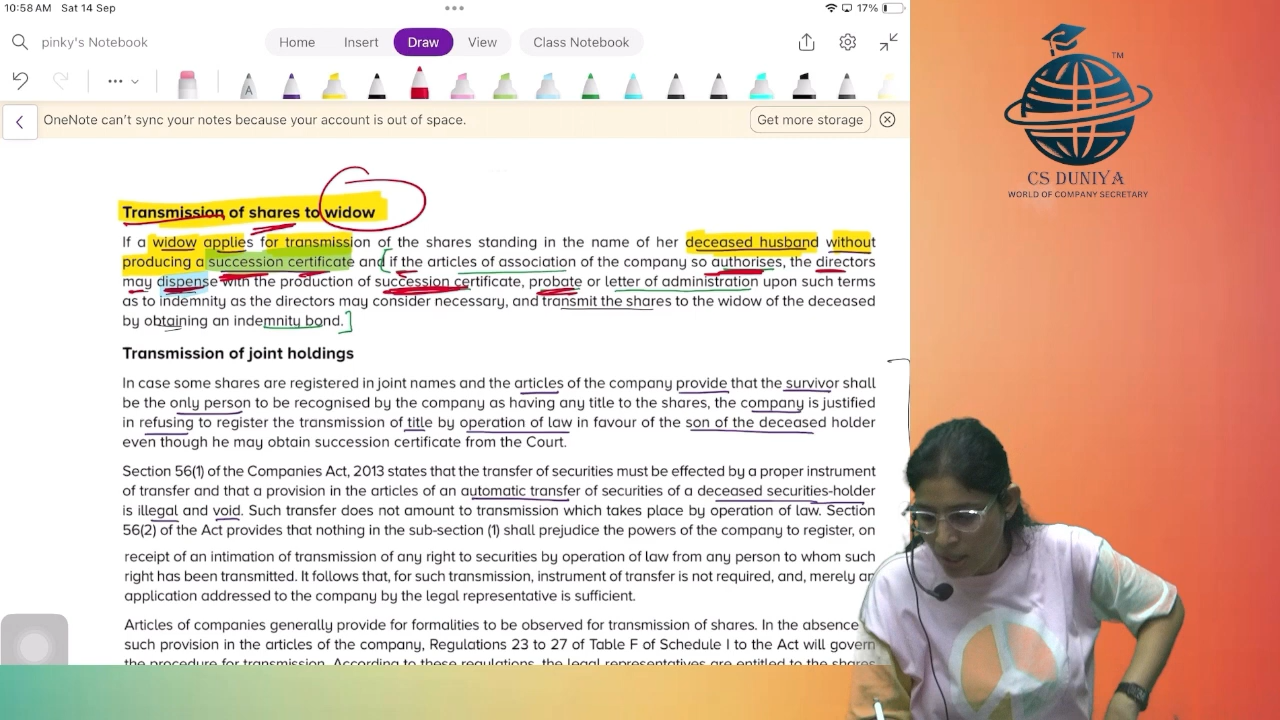 10:58 AM Sat 14 Sep
17%
pinky's Notebook
Home Insert Draw View Class Notebook
A
OneNote can't sync your notes because your account is out of space.
Get more storage
TM
CS DUNIYA
WORLD OF COMPANY SECRETARY
Transmission of shares to widow
If a widow applies for transmission of the shares standing in the name of her deceased husband without
producing a succession certificate and if the articles of association of the company so authorises, the directors
may dispense with the production of succession certificate, probate or letter of administration upon such terms
as to indemnity as the directors may consider necessary, and transmit the shares to the widow of the deceased
by obtaining an indemnity bond.
Transmission of joint holdings
In case some shares are registered in joint names and the articles of the company provide that the survivor shall
be the only person to be recognised by the company as having any title to the shares, the company is justified
in refusing to register the transmission of title by operation of law in favour of the son of the deceased holder
even though he may obtain succession certificate from the Court.
Section 56(1) of the Companies Act, 2013 states that the transfer of securities must be effected by a proper instrument
of transfer and that a provision in the articles of an automatic transfer of securities of a deceased securities-holder
is illegal and void. Such transfer does not amount to transmission which takes place by operation of law. Section
56(2) of the Act provides that nothing in the sub-section (1) shall prejudice the powers of the company to register, on
receipt of an intimation of transmission of any right to securities by operation of law from any person to whom such
right has been transmitted. It follows that, for such transmission, instrument of transfer is not required, and, merely an
application addressed to the company by the legal representative is sufficient.
Articles of companies generally provide for formalities to be observed for transmission of shares. In the absence
such provision in the articles of the company, Regulations 23 to 27 of Table F of Schedule I to the Act will govern
the procedure for transmission. According to these regulations, the legal representatives are entitled to the shares